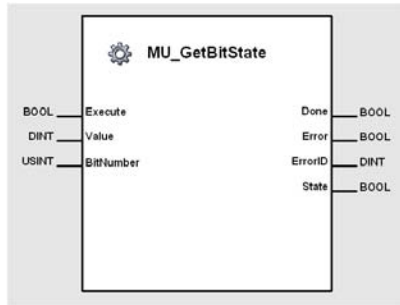 MU_GetBitState
BOOL Execute Done BOOL
DINT Value Error BOOL
USINT BitNumber ErrorID DINT
State BOOL